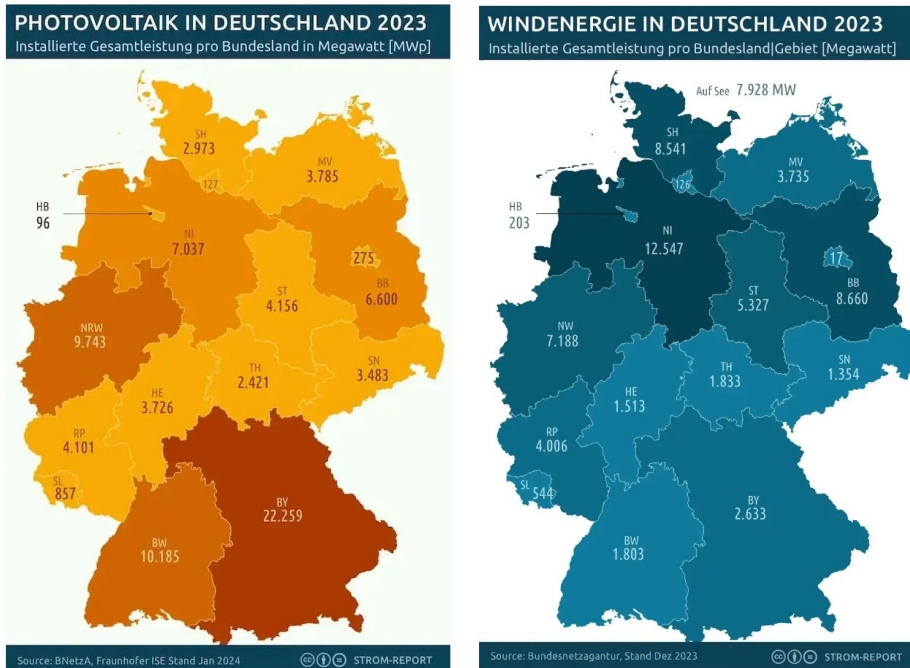 PHOTOVOLTAIK IN DEUTSCHLAND 2023
Installierte Gesamtleistung pro Bundesland in Megawatt [MWp]
SH
2.973
MV
3.785
127
HB
96
NI
7.037
275
BB
6.600
ST
4.156
NRW
9.743
SN
3.483
TH
2.421
HE
3.726
RP
4.101
SL
857
BY
22.259
BW
10.185
Source: BNetzA, Fraunhofer ISE Stand Jan 2024
cc STROM-REPORT
WINDENERGIE IN DEUTSCHLAND 2023
Installierte Gesamtleistung pro Bundesland|Gebiet [Megawatt]
Auf See 7.928 MW
SH
8.541
MV
3.735
126
HB
203
NI
12.547
17
BB
8.660
ST
5.327
NW
7.188
SN
1.354
TH
1.833
HE
1.513
RP
4.006
SL
544
BY
2.633
BW
1.803
Source: Bundesnetzagantur, Stand Dez 2023
cc STROM-REPORT